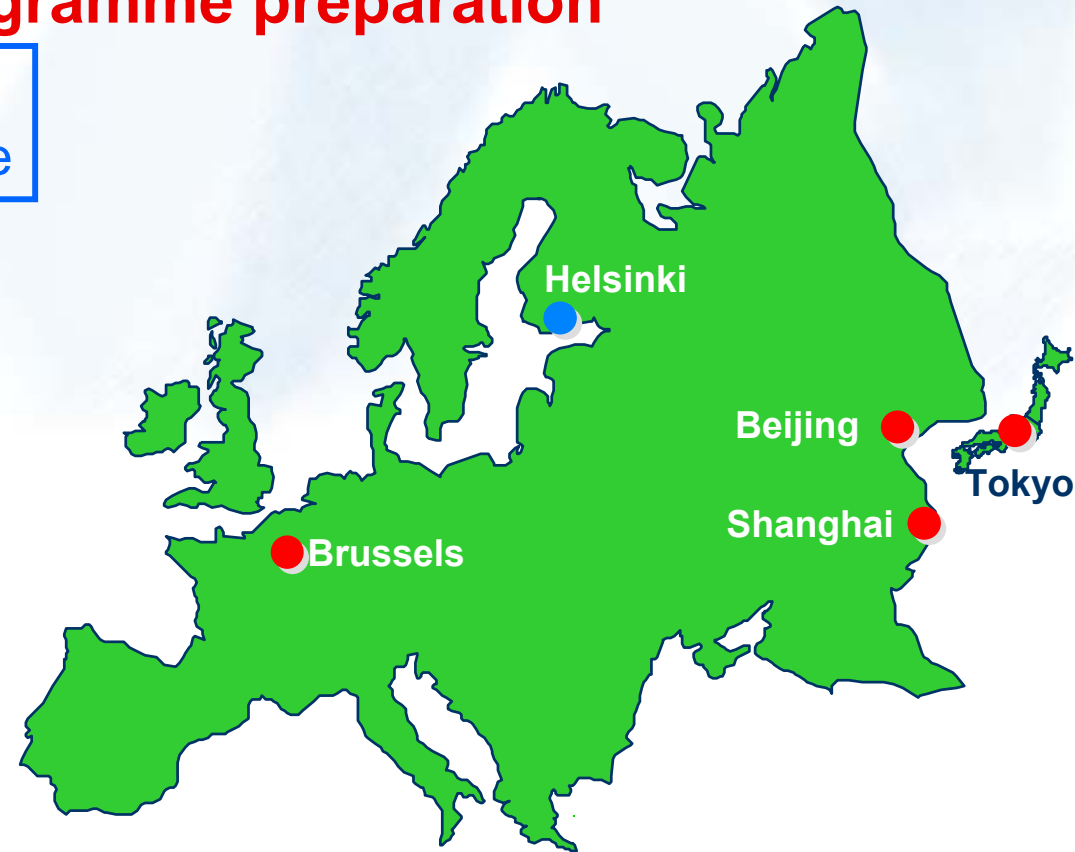 gramme preparation
e
Helsinki
Beijing
Tokyo
Shanghai
Brussels